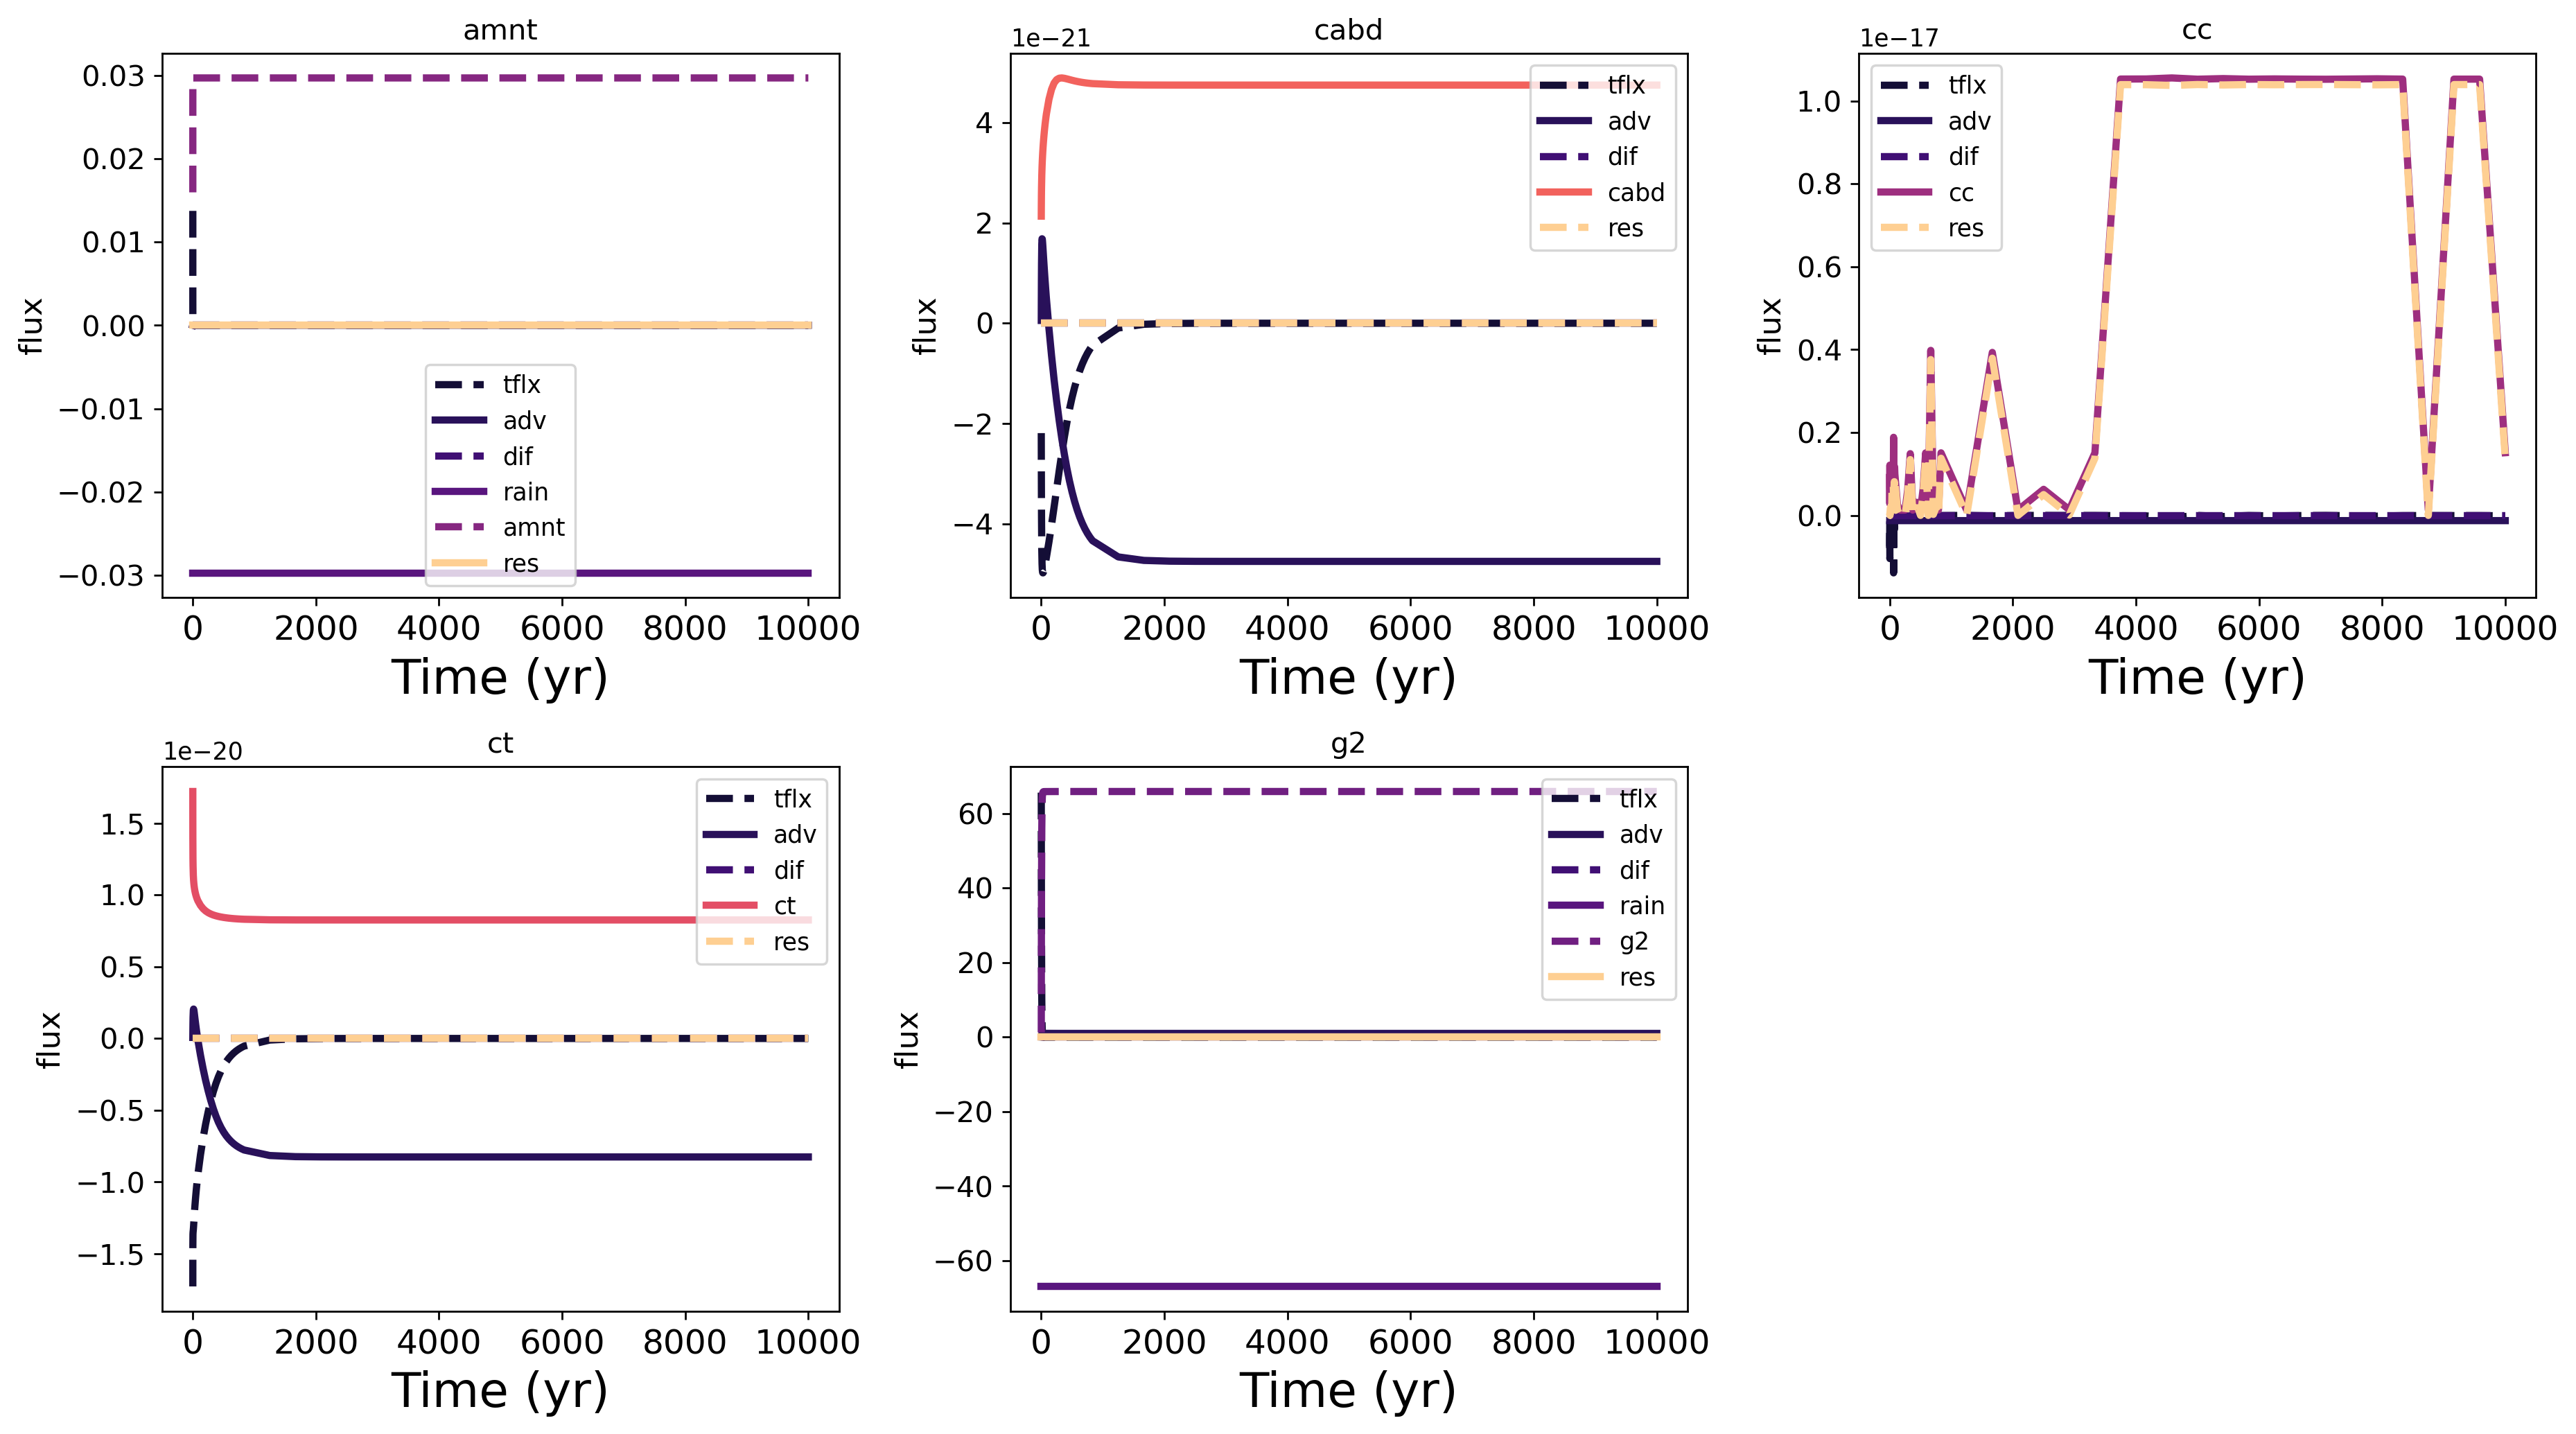 amnt
flux
0.03
0.02
0.01
0.00
−0.01
−0.02
−0.03
tflx
adv
dif
rain
amnt
res
0 2000 4000 6000 8000 10000
Time (yr)
cabd
1e−21
flux
4
2
0
−2
−4
tflx
adv
dif
cabd
res
0 2000 4000 6000 8000 10000
Time (yr)
cc
1e−17
flux
1.0
0.8
0.6
0.4
0.2
0.0
tflx
adv
dif
cc
res
0 2000 4000 6000 8000 10000
Time (yr)
ct
1e−20
flux
1.5
1.0
0.5
0.0
−0.5
−1.0
−1.5
tflx
adv
dif
ct
res
0 2000 4000 6000 8000 10000
Time (yr)
g2
flux
60
40
20
0
−20
−40
−60
tflx
adv
dif
rain
g2
res
0 2000 4000 6000 8000 10000
Time (yr)